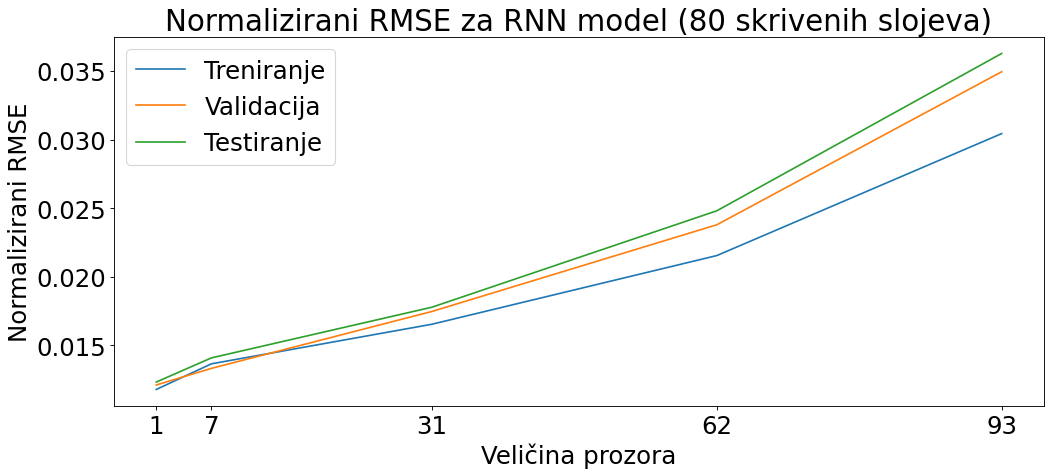 Normalizirani RMSE za RNN model (80 skrivenih slojeva)
Treniranje
Validacija
Testiranje
Normalizirani RMSE
0.035
0.030
0.025
0.020
0.015
1 7 31 62 93
Veličina prozora